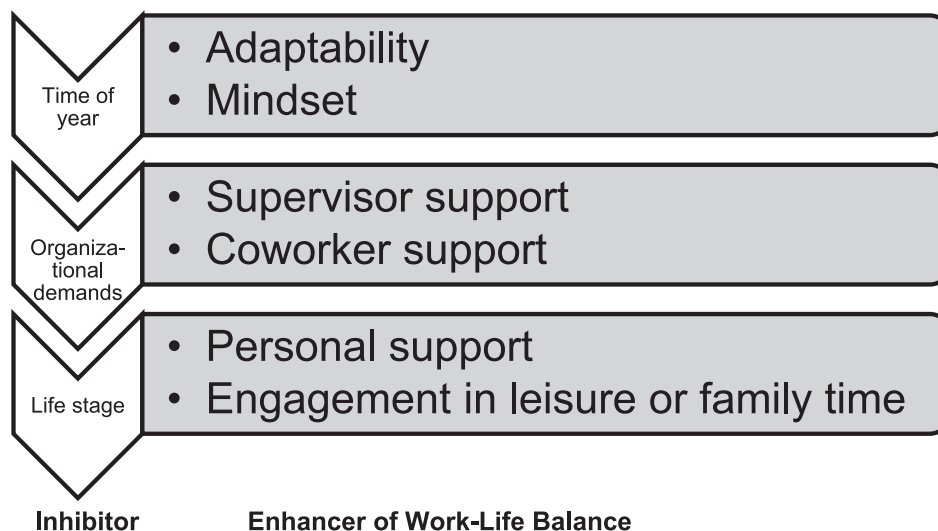 Time of
year
• Adaptability
• Mindset
Organiza-
tional
demands
• Supervisor support
• Coworker support
Life stage
• Personal support
• Engagement in leisure or family time
Inhibitor
Enhancer of Work-Life Balance